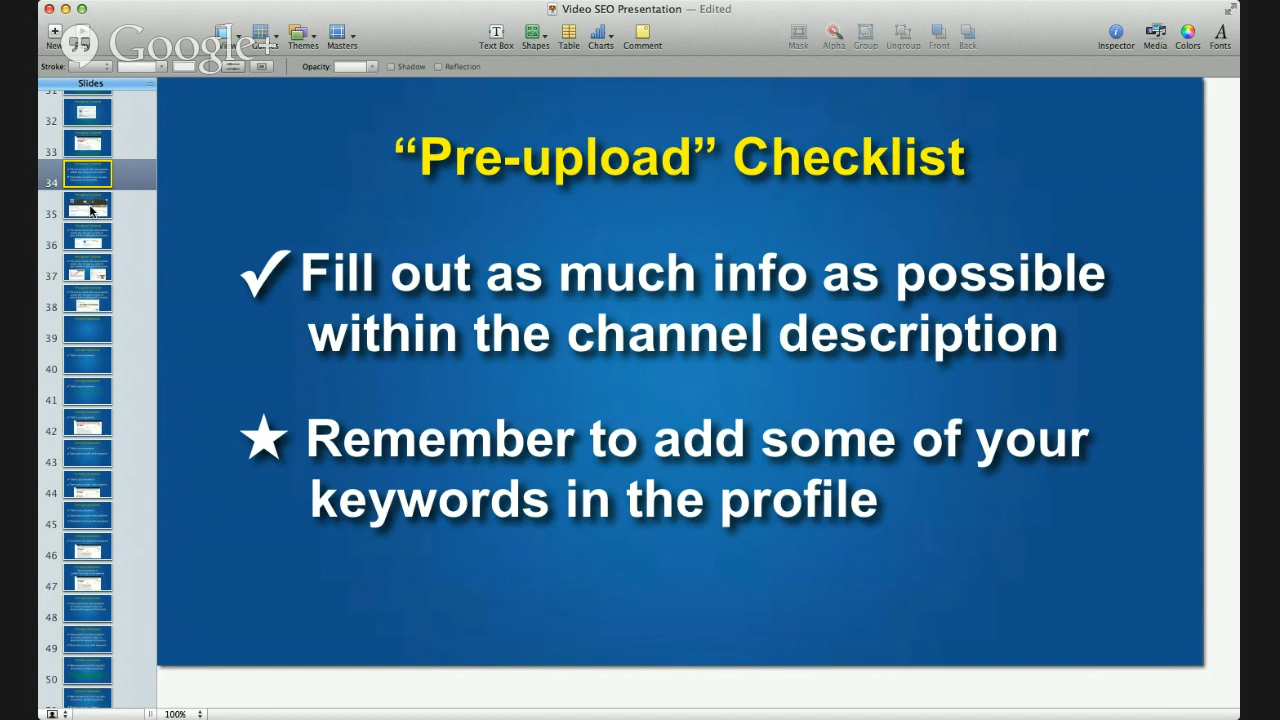 Video SEO Presentation — Edited
New
Google+
View
Themes
Masters
Text Box
Shapes
Table
Charts
Comment
Mask
Alpha
Group
Ungroup
Front
Back
Inspector
Media
Colors
Fonts
Stroke:
Opacity:
Shadow
Reflection
Slides
31
32
33
34
35
36
37
38
39
40
41
42
43
44
45
46
47
48
49
50
“Pre-upload” Checklist
✓ Fill out as much info as possible
within the channel description
★ Remember to add some of your
keywords in the profile
100%